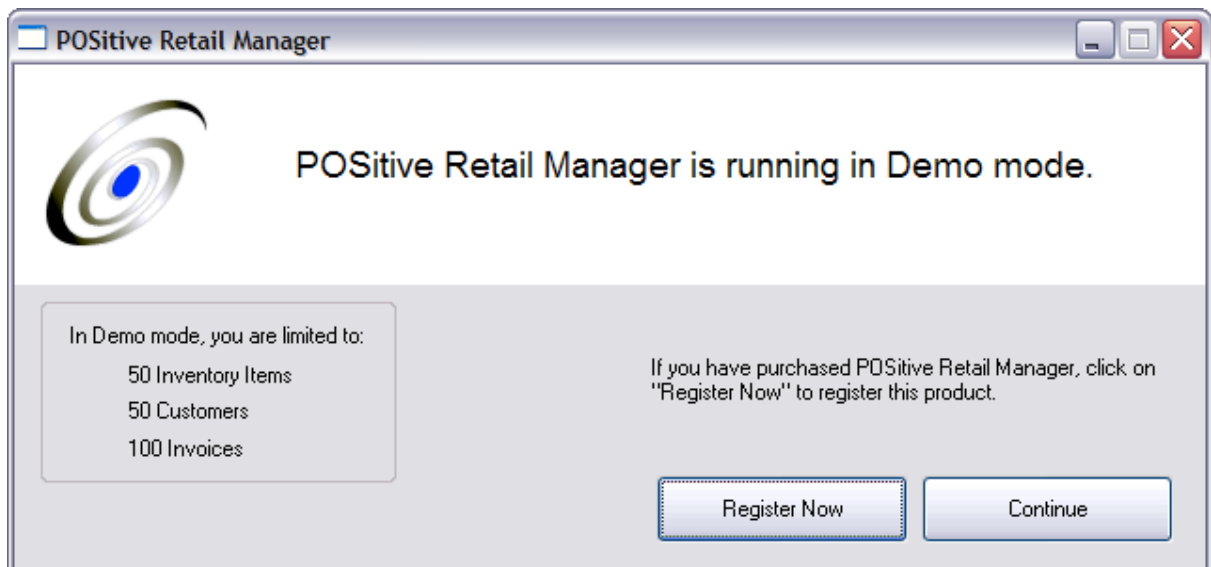 POSitive Retail Manager
POSitive Retail Manager is running in Demo mode.
In Demo mode, you are limited to:
50 Inventory Items
50 Customers
100 Invoices
If you have purchased POSitive Retail Manager, click on
"Register Now" to register this product.
Register Now
Continue